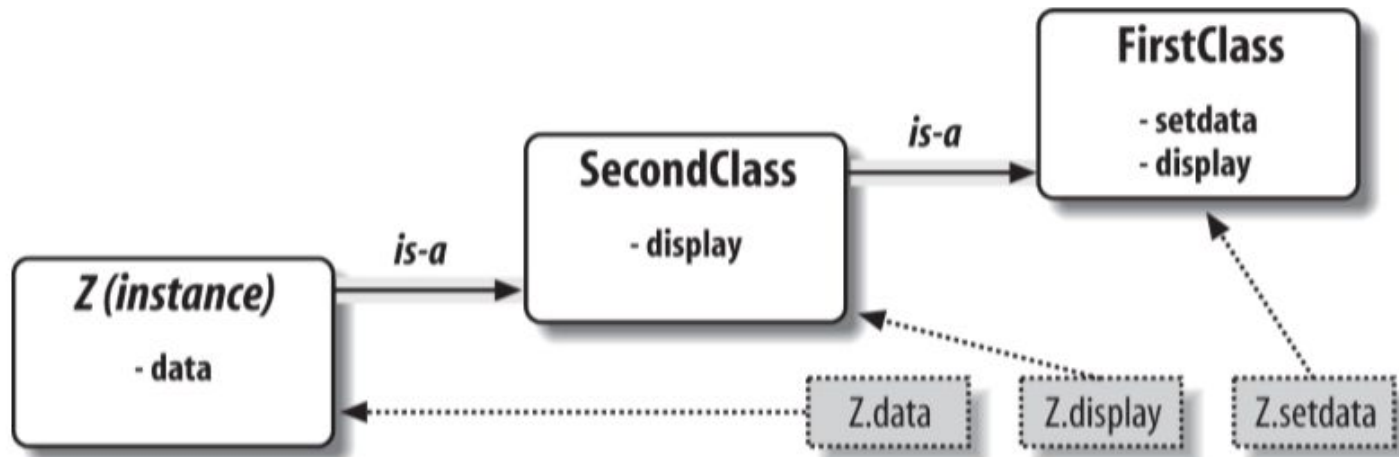 FirstClass
- setdata
- display
is-a
SecondClass
- display
is-a
Z (instance)
- data
Z.data
Z.display
Z.setdata